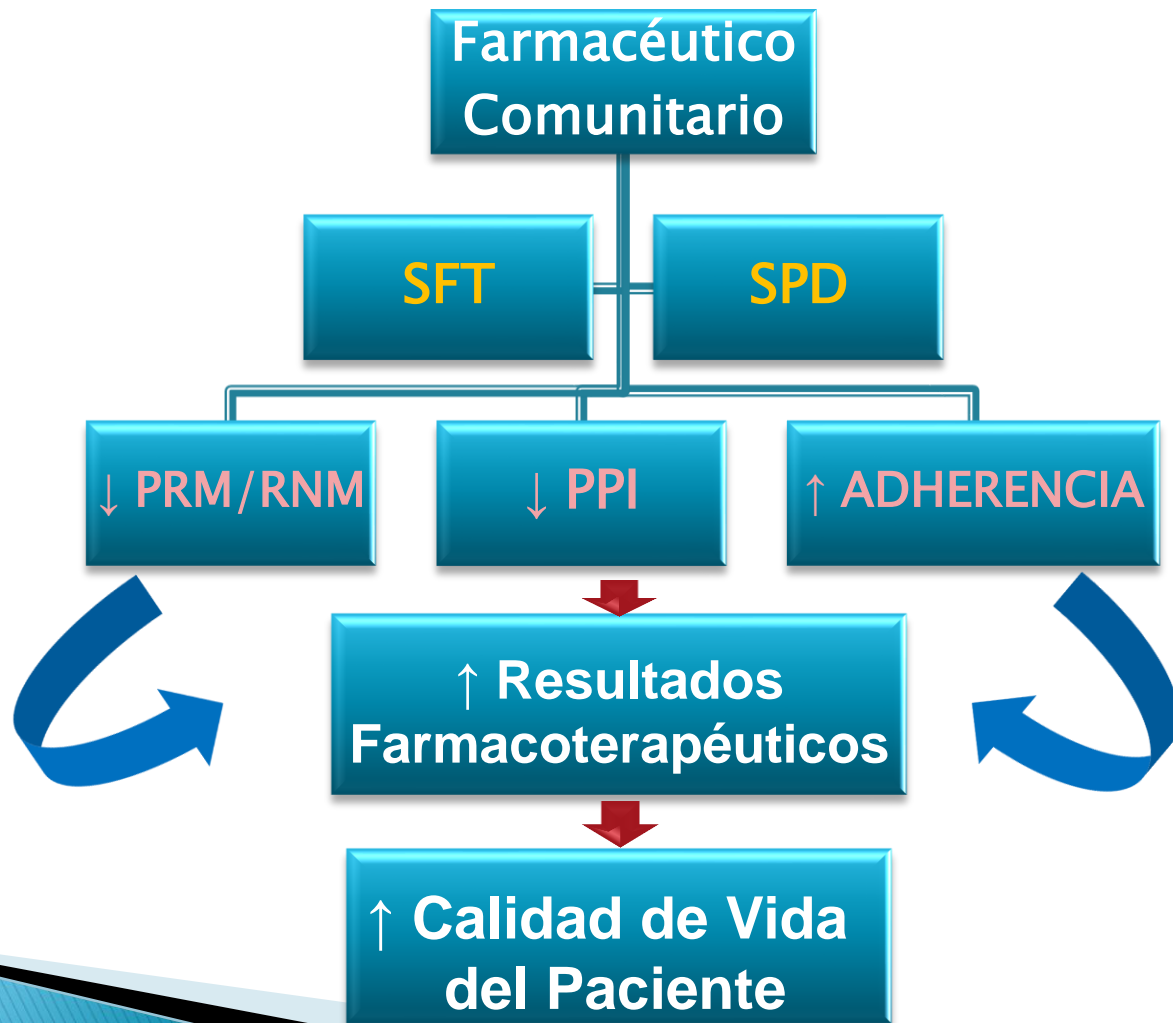 Farmacéutico
Comunitario
SFT
SPD
↓ PRM/RNM
↓ PPI
↑ ADHERENCIA
↑ Resultados
Farmacoterapéuticos
↑ Calidad de Vida
del Paciente